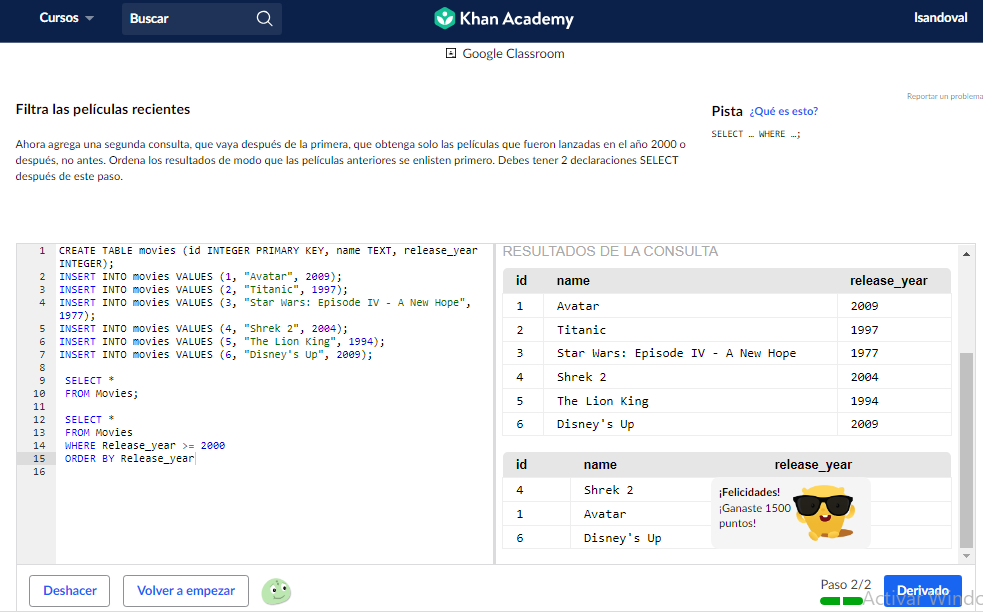 Cursos
Buscar
Khan Academy
lsandoval
Google Classroom
Reportar un problema
Filtra las películas recientes
Ahora agrega una segunda consulta, que vaya después de la primera, que obtenga solo las películas que fueron lanzadas en el año 2000 o
después, no antes. Ordena los resultados de modo que las películas anteriores se enlisten primero. Debes tener 2 declaraciones SELECT
después de este paso.
Pista ¿Qué es esto?
SELECT … WHERE …;
1 CREATE TABLE movies (id INTEGER PRIMARY KEY, name TEXT, release_year
INTEGER);
2 INSERT INTO movies VALUES (1, "Avatar", 2009);
3 INSERT INTO movies VALUES (2, "Titanic", 1997);
4 INSERT INTO movies VALUES (3, "Star Wars: Episode IV - A New Hope",
1977);
5 INSERT INTO movies VALUES (4, "Shrek 2", 2004);
6 INSERT INTO movies VALUES (5, "The Lion King", 1994);
7 INSERT INTO movies VALUES (6, "Disney's Up", 2009);
8
9 SELECT *
10 FROM Movies;
11
12 SELECT *
13 FROM Movies
14 WHERE Release_year >= 2000
15 ORDER BY Release_year
16
RESULTADOS DE LA CONSULTA
id name release_year
1 Avatar 2009
2 Titanic 1997
3 Star Wars: Episode IV - A New Hope 1977
4 Shrek 2 2004
5 The Lion King 1994
6 Disney's Up 2009
id name release_year
4 Shrek 2
1 Avatar
6 Disney's Up
¡Felicidades!
¡Ganaste 1500
puntos!
Deshacer
Volver a empezar
Paso 2/2
Derivado
Activar Windo